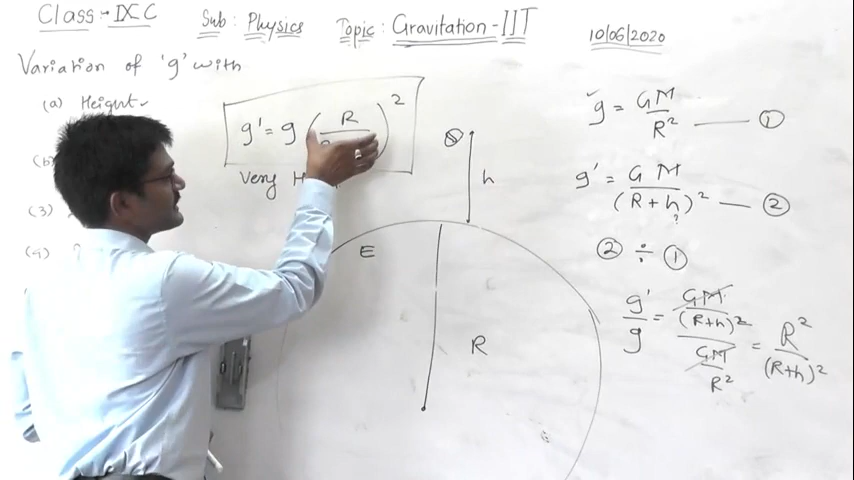 Class :- IX C Sub : Physics Topic : Gravitation - III 10/06/2020
Variation of 'g' with
(a) Height
(b)
(3)
(4)
g' = g ( R / )²
Very H
h
E
R
g = GM / R² — ①
g' = GM / (R + h)² — ②
?
② ÷ ①
g' / g = GM / (R+h)² / GM / R² = R² / (R+h)²